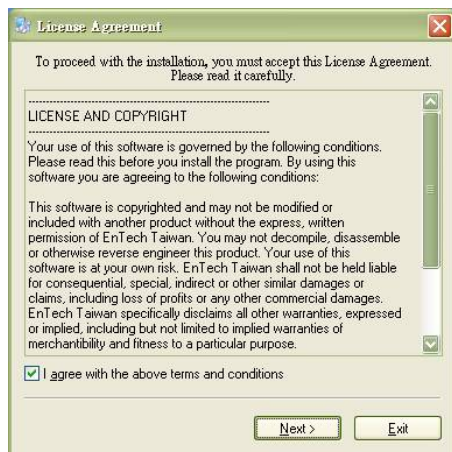 License Agreement
To proceed with the installation, you must accept this License Agreement.
Please read it carefully.
----------------------------------------------------------------------
LICENSE AND COPYRIGHT
----------------------------------------------------------------------
Your use of this software is governed by the following conditions.
Please read this before you install the program. By using this
software you are agreeing to the following conditions:
This software is copyrighted and may not be modified or
included with another product without the express, written
permission of EnTech Taiwan. You may not decompile, disassemble
or otherwise reverse engineer this product. Your use of this
software is at your own risk. EnTech Taiwan shall not be held liable
for consequential, special, indirect or other similar damages or
claims, including loss of profits or any other commercial damages.
EnTech Taiwan specifically disclaims all other warranties, expressed
or implied, including but not limited to implied warranties of
merchantibility and fitness to a particular purpose.
I agree with the above terms and conditions
Next >
Exit